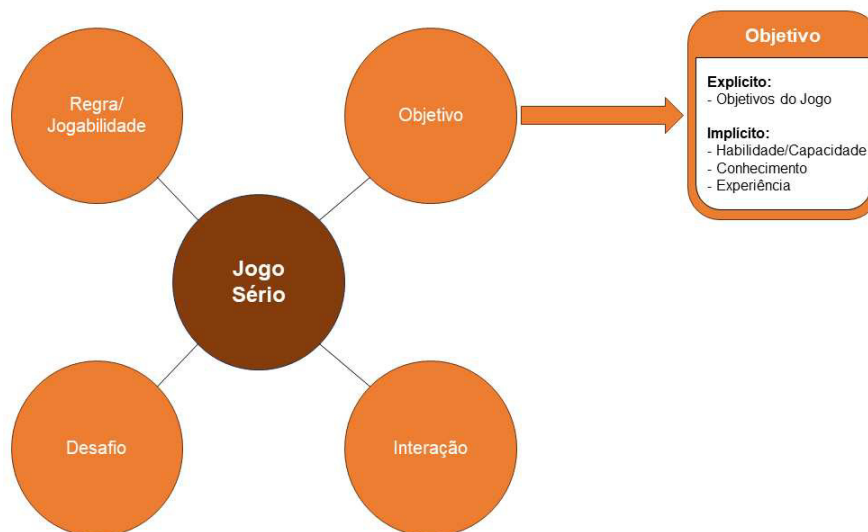 Regra/
Jogabilidade
Objetivo
Objetivo
Explícito:
- Objetivos do Jogo
Implícito:
- Habilidade/Capacidade
- Conhecimento
- Experiência
Jogo
Sério
Desafio
Interação